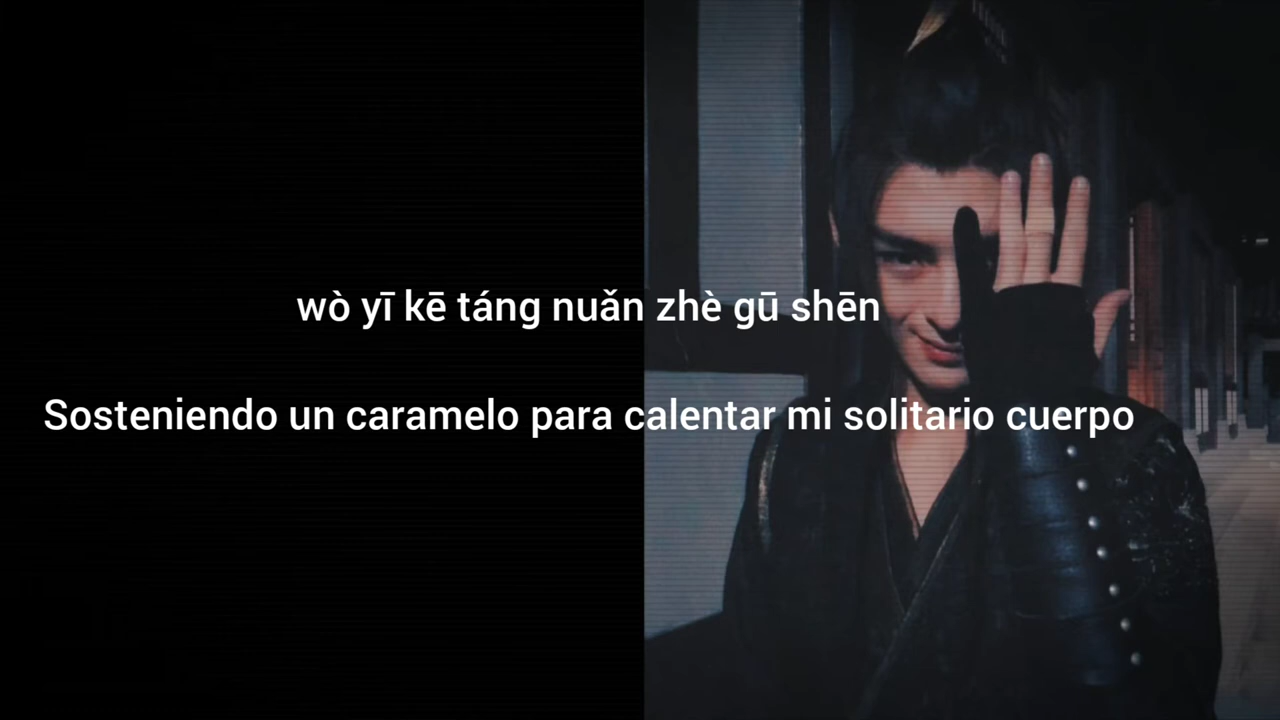 wò yī kē táng nuǎn zhè gū shēn
Sosteniendo un caramelo para calentar mi solitario cuerpo